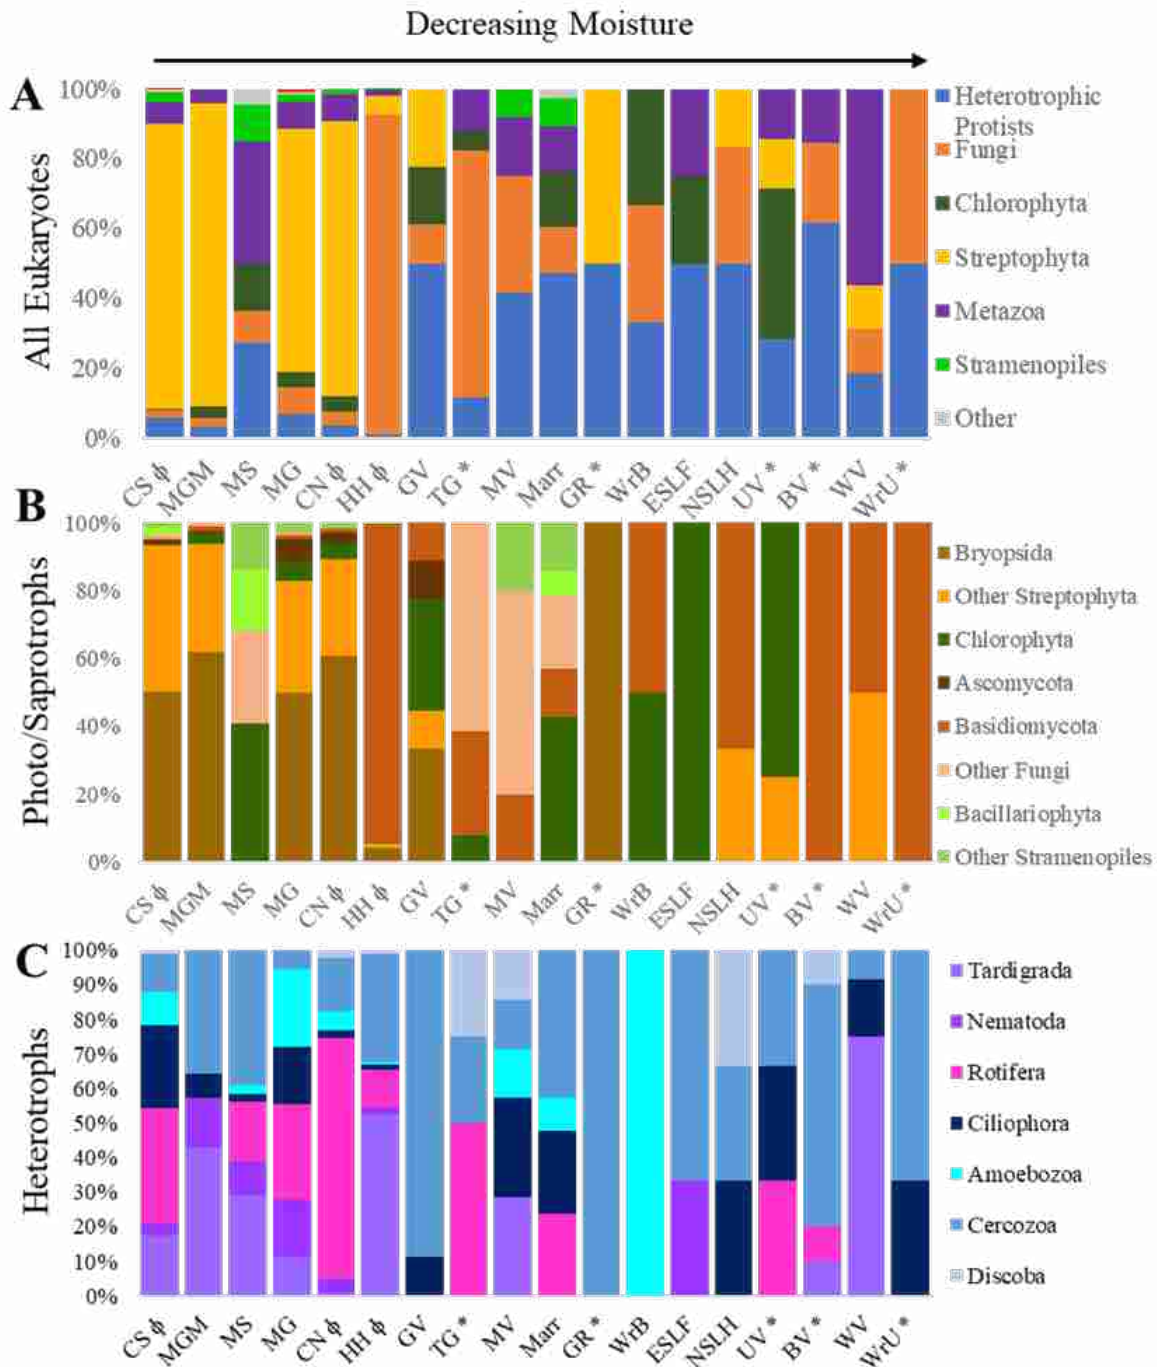 Decreasing Moisture
A
All Eukaryotes
100%
80%
60%
40%
20%
0%
Heterotrophic
Protists
Fungi
Chlorophyta
Streptophyta
Metazoa
Stramenopiles
Other
CS ϕ
MGM
MS
MG
CN ϕ
HH ϕ
GV
TG *
MV
Marr
GR *
WrB
ESLF
NSLH
UV *
BV *
WV
WrU *
B
Photo/Saprotrophs
100%
80%
60%
40%
20%
0%
Bryopsida
Other Streptophyta
Chlorophyta
Ascomycota
Basidiomycota
Other Fungi
Bacillariophyta
Other Stramenopiles
CS ϕ
MGM
MS
MG
CN ϕ
HH ϕ
GV
TG *
MV
Marr
GR *
WrB
ESLF
NSLH
UV *
BV *
WV
WrU *
C
Heterotrophs
100%
90%
80%
70%
60%
50%
40%
30%
20%
10%
0%
Tardigrada
Nematoda
Rotifera
Ciliophora
Amoebozoa
Cercozoa
Discoba
CS ϕ
MGM
MS
MG
CN ϕ
HH ϕ
GV
TG *
MV
Marr
GR *
WrB
ESLF
NSLH
UV *
BV *
WV
WrU *